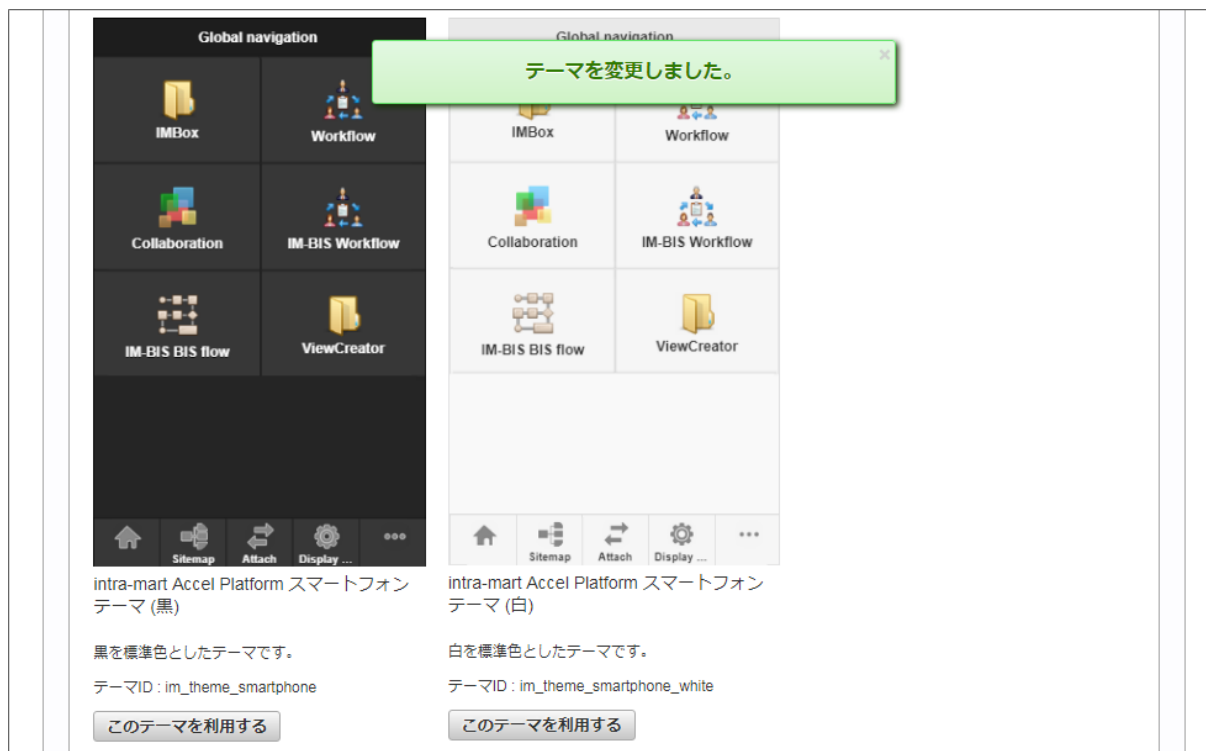 Global navigation
Global navigation
テーマを変更しました。
×
IMBox
Workflow
IMBox
Workflow
Collaboration
IM-BIS Workflow
Collaboration
IM-BIS Workflow
IM-BIS BIS flow
ViewCreator
IM-BIS BIS flow
ViewCreator
Sitemap
Attach
Display ...
Sitemap
Attach
Display ...
intra-mart Accel Platform スマートフォン
テーマ (黒)
黒を標準色としたテーマです。
テーマID : im_theme_smartphone
このテーマを利用する
intra-mart Accel Platform スマートフォン
テーマ (白)
白を標準色としたテーマです。
テーマID : im_theme_smartphone_white
このテーマを利用する